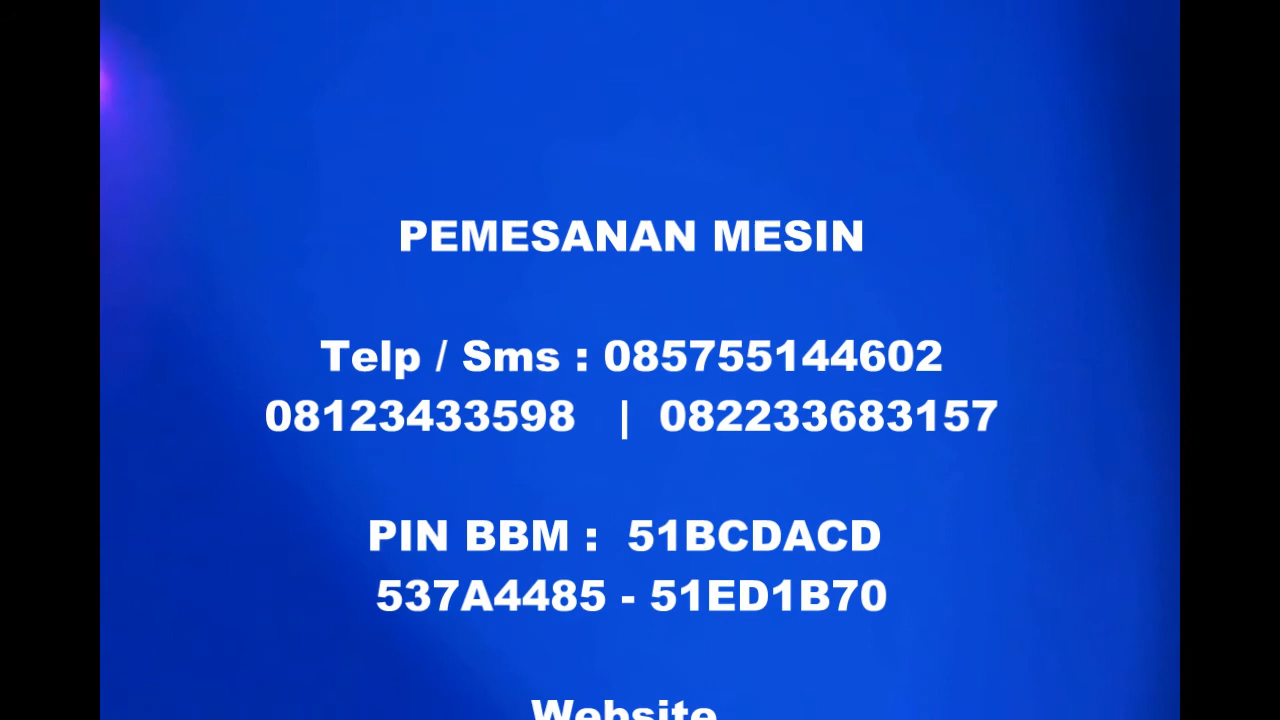 PEMESANAN MESIN
Telp / Sms : 085755144602
08123433598 | 082233683157
PIN BBM : 51BCDACD
537A4485 - 51ED1B70
Website